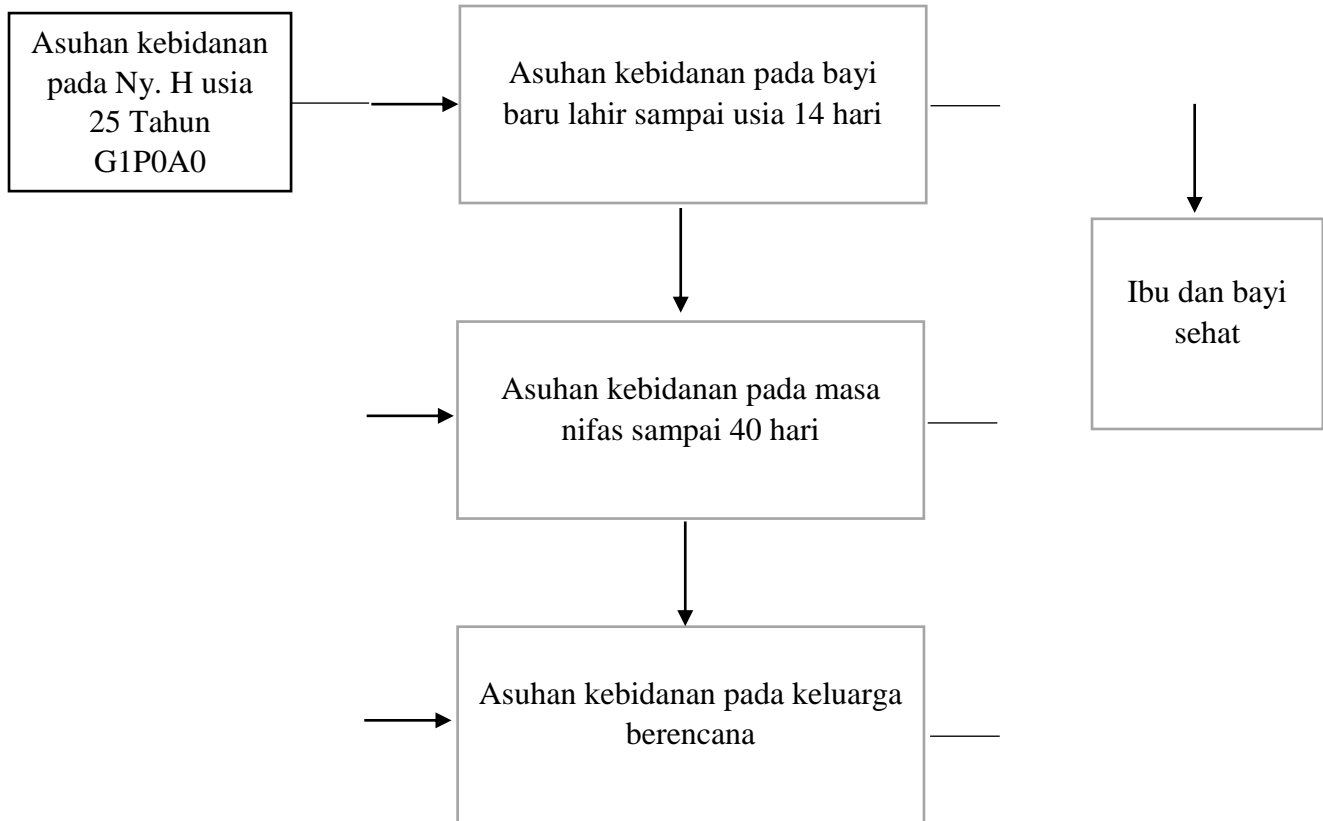 Asuhan kebidanan
pada Ny. H usia
25 Tahun
G1P0A0
Asuhan kebidanan pada bayi
baru lahir sampai usia 14 hari
Ibu dan bayi
sehat
Asuhan kebidanan pada masa
nifas sampai 40 hari
Asuhan kebidanan pada keluarga
berencana